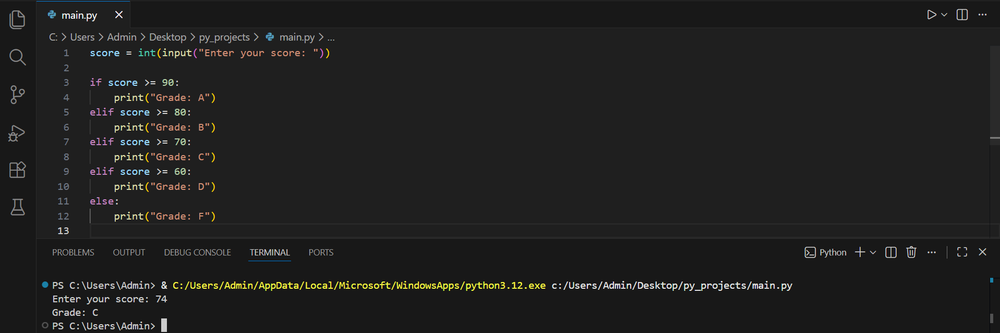 main.py
C: > Users > Admin > Desktop > py_projects > main.py > ...
1 score = int(input("Enter your score: "))
2
3 if score >= 90:
4     print("Grade: A")
5 elif score >= 80:
6     print("Grade: B")
7 elif score >= 70:
8     print("Grade: C")
9 elif score >= 60:
10     print("Grade: D")
11 else:
12     print("Grade: F")
13
PROBLEMS OUTPUT DEBUG CONSOLE TERMINAL PORTS Python
PS C:\Users\Admin> & C:/Users/Admin/AppData/Local/Microsoft/WindowsApps/python3.12.exe c:/Users/Admin/Desktop/py_projects/main.py
Enter your score: 74
Grade: C
PS C:\Users\Admin>